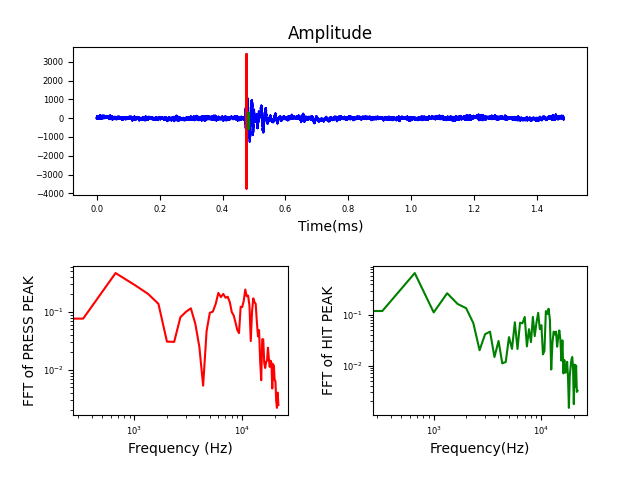 Amplitude
3000
2000
1000
0
−1000
−2000
−3000
−4000
0.0 0.2 0.4 0.6 0.8 1.0 1.2 1.4
Time(ms)
FFT of PRESS PEAK
10⁻¹
10⁻²
10³ 10⁴
Frequency (Hz)
FFT of HIT PEAK
10⁻¹
10⁻²
10³ 10⁴
Frequency(Hz)